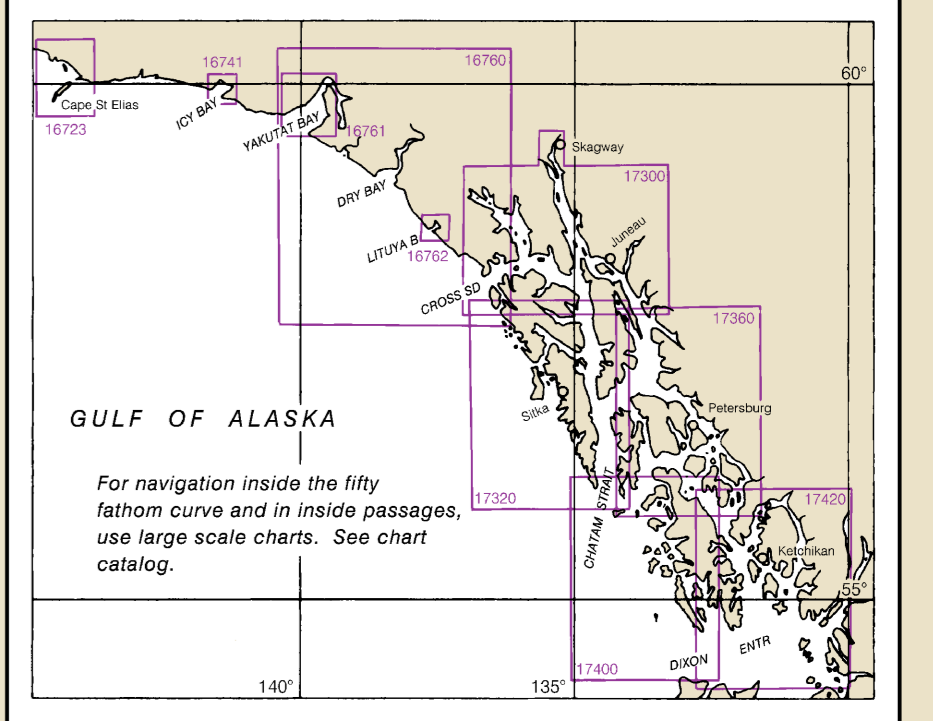 16741
16760
60°
Cape St Elias
16723
ICY BAY
YAKUTAT BAY
16761
Skagway
17300
DRY BAY
Juneau
LITUYA B
16762
CROSS SD
17360
GULF OF ALASKA
Sitka
Petersburg
For navigation inside the fifty
fathom curve and in inside passages,
use large scale charts. See chart
catalog.
17320
CHATAM STRAIT
17420
Ketchikan
55°
DIXON ENTR
17400
140°
135°